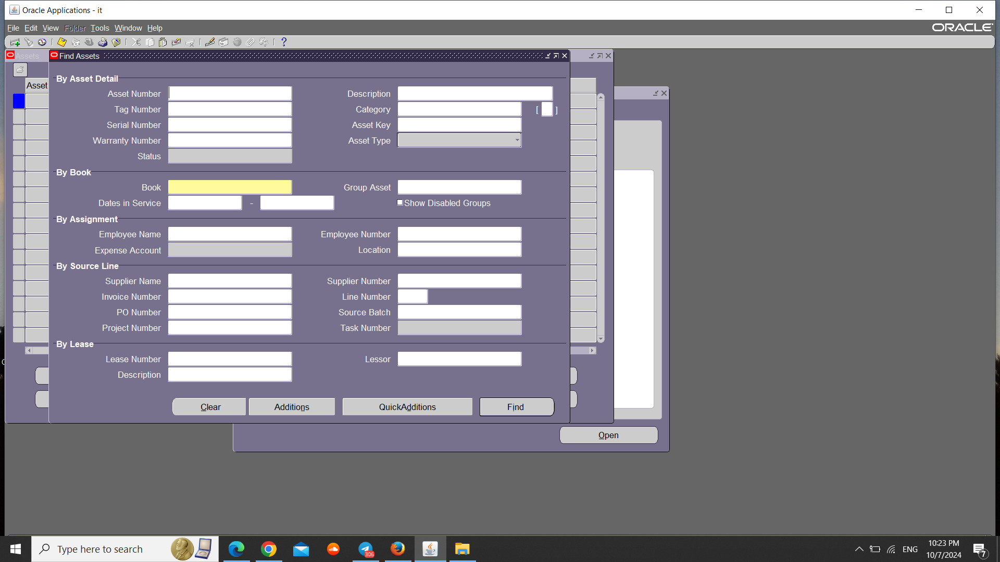 Oracle Applications - it
File Edit View Folder Tools Window Help
ORACLE
Assets
Find Assets
Asset
By Asset Detail
Asset Number
Description
Tag Number
Category
[ ]
Serial Number
Asset Key
Warranty Number
Asset Type
Status
By Book
Book
Group Asset
Dates in Service
-
Show Disabled Groups
By Assignment
Employee Name
Employee Number
Expense Account
Location
By Source Line
Supplier Name
Supplier Number
Invoice Number
Line Number
PO Number
Source Batch
Project Number
Task Number
By Lease
Lease Number
Lessor
Description
Clear
Additions
QuickAdditions
Find
Open
Type here to search
306
ENG
10:23 PM
10/7/2024
7